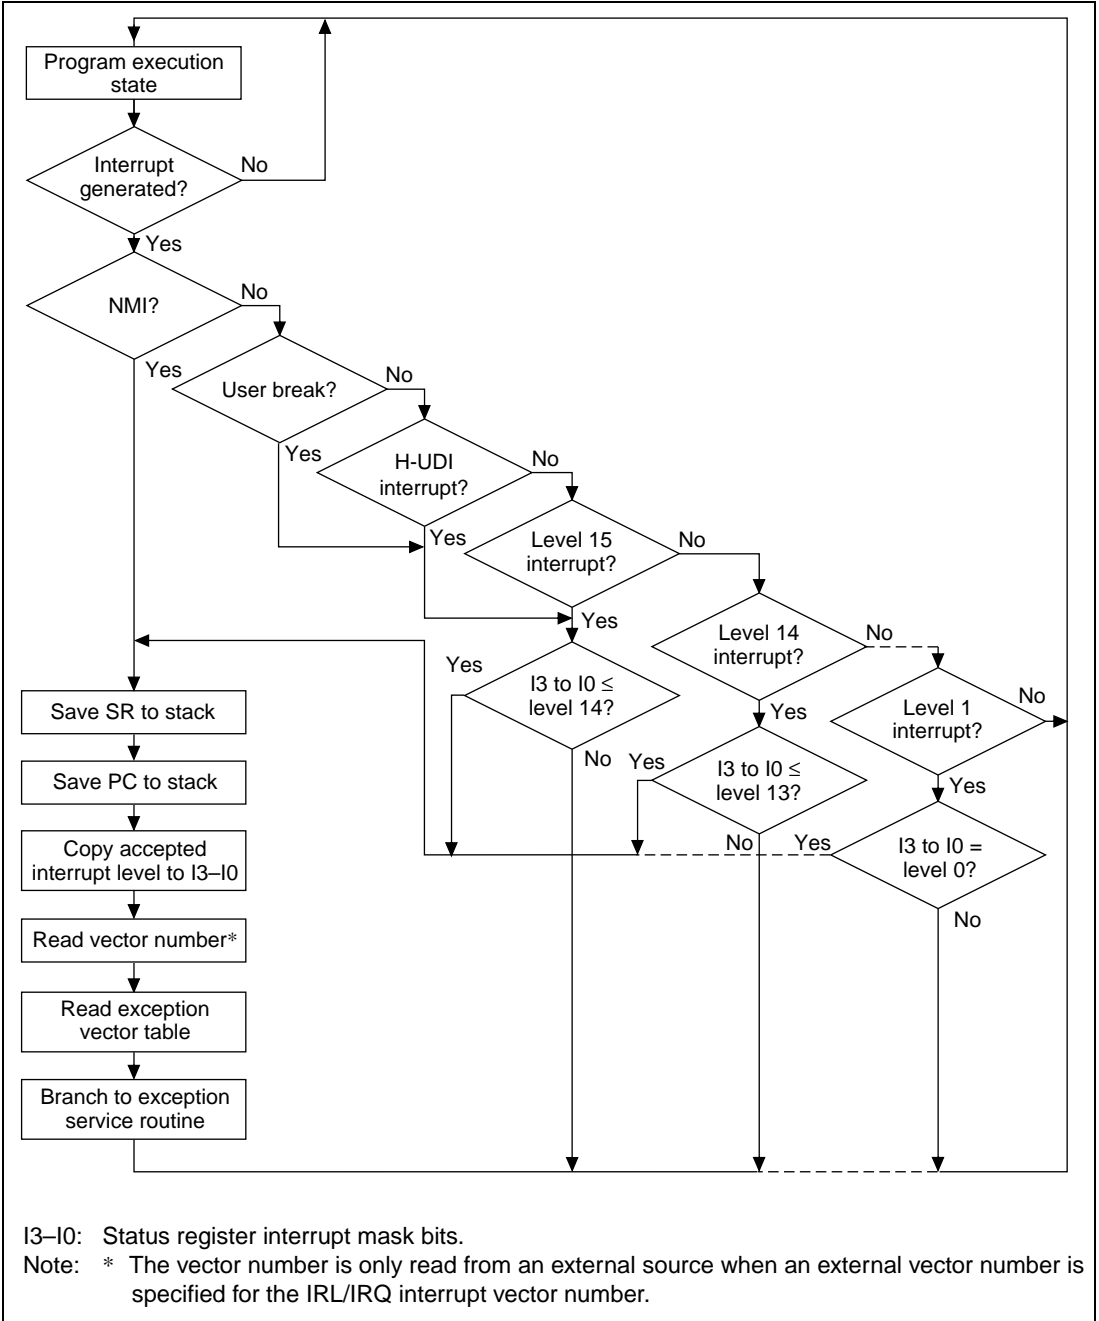 Program execution
state
Interrupt
generated?
No
Yes
NMI?
No
Yes
User break?
No
Yes
H-UDI
interrupt?
No
Yes
Level 15
interrupt?
No
Yes
Level 14
interrupt?
No
Yes
Level 1
interrupt?
No
Yes
I3 to I0 ≤
level 14?
Yes
No
I3 to I0 ≤
level 13?
Yes
No
I3 to I0 =
level 0?
Yes
No
Save SR to stack
Save PC to stack
Copy accepted
interrupt level to I3–I0
Read vector number*
Read exception
vector table
Branch to exception
service routine
I3–I0: Status register interrupt mask bits.
Note: * The vector number is only read from an external source when an external vector number is
specified for the IRL/IRQ interrupt vector number.